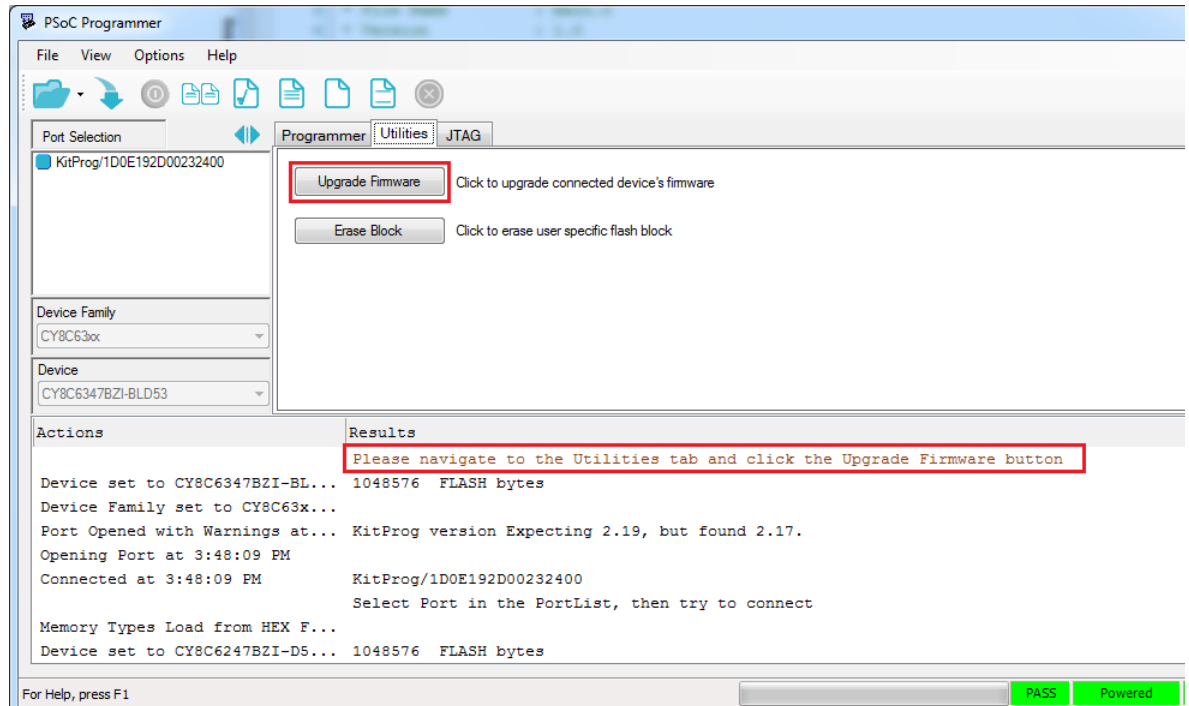 PSoC Programmer
File View Options Help
Port Selection
Programmer Utilities JTAG
KitProg/1D0E192D00232400
Upgrade Firmware Click to upgrade connected device's firmware
Erase Block Click to erase user specific flash block
Device Family
CY8C63xx
Device
CY8C6347BZI-BLD53
Actions Results
Please navigate to the Utilities tab and click the Upgrade Firmware button
Device set to CY8C6347BZI-BL... 1048576 FLASH bytes
Device Family set to CY8C63x...
Port Opened with Warnings at... KitProg version Expecting 2.19, but found 2.17.
Opening Port at 3:48:09 PM
Connected at 3:48:09 PM KitProg/1D0E192D00232400
Select Port in the PortList, then try to connect
Memory Types Load from HEX F...
Device set to CY8C6247BZI-D5... 1048576 FLASH bytes
For Help, press F1 PASS Powered